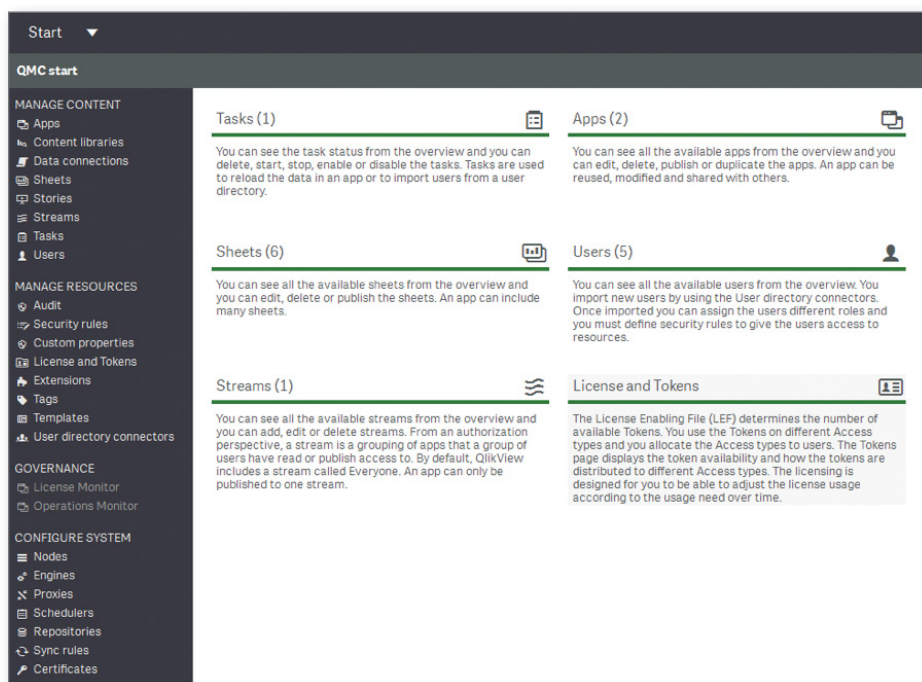 Start
QMC start
MANAGE CONTENT
Apps
Content libraries
Data connections
Sheets
Stories
Streams
Tasks
Users
MANAGE RESOURCES
Audit
Security rules
Custom properties
License and Tokens
Extensions
Tags
Templates
User directory connectors
GOVERNANCE
License Monitor
Operations Monitor
CONFIGURE SYSTEM
Nodes
Engines
Proxies
Schedulers
Repositories
Sync rules
Certificates
Tasks (1)
You can see the task status from the overview and you can
delete, start, stop, enable or disable the tasks. Tasks are used
to reload the data in an app or to import users from a user
directory.
Apps (2)
You can see all the available apps from the overview and you
can edit, delete, publish or duplicate the apps. An app can be
reused, modified and shared with others.
Sheets (6)
You can see all the available sheets from the overview and
you can edit, delete or publish the sheets. An app can include
many sheets.
Users (5)
You can see all the available users from the overview. You
import new users by using the User directory connectors.
Once imported you can assign the users different roles and
you must define security rules to give the users access to
resources.
Streams (1)
You can see all the available streams from the overview and
you can add, edit or delete streams. From an authorization
perspective, a stream is a grouping of apps that a group of
users have read or publish access to. By default, QlikView
includes a stream called Everyone. An app can only be
published to one stream.
License and Tokens
The License Enabling File (LEF) determines the number of
available Tokens. You use the Tokens on different Access
types and you allocate the Access types to users. The Tokens
page displays the token availability and how the tokens are
distributed to different Access types. The licensing is
designed for you to be able to adjust the license usage
according to the usage need over time.